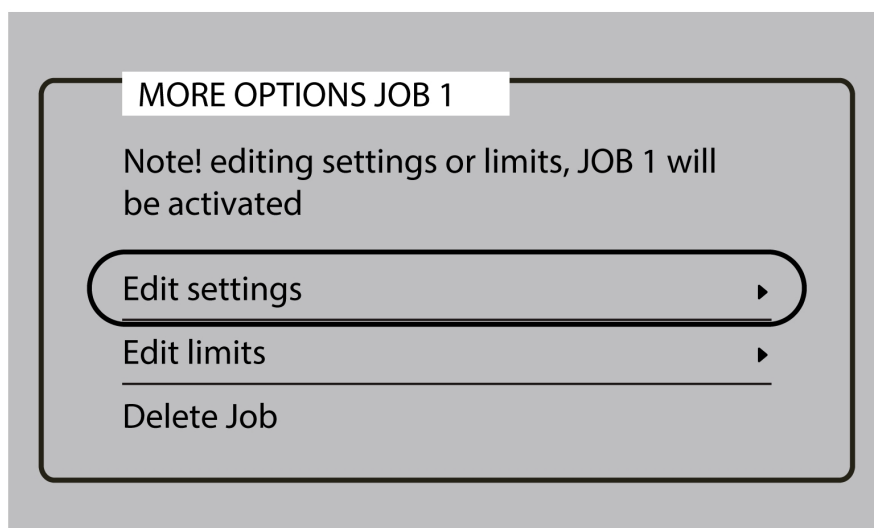 MORE OPTIONS JOB 1
Note! editing settings or limits, JOB 1 will
be activated
Edit settings
Edit limits
Delete Job